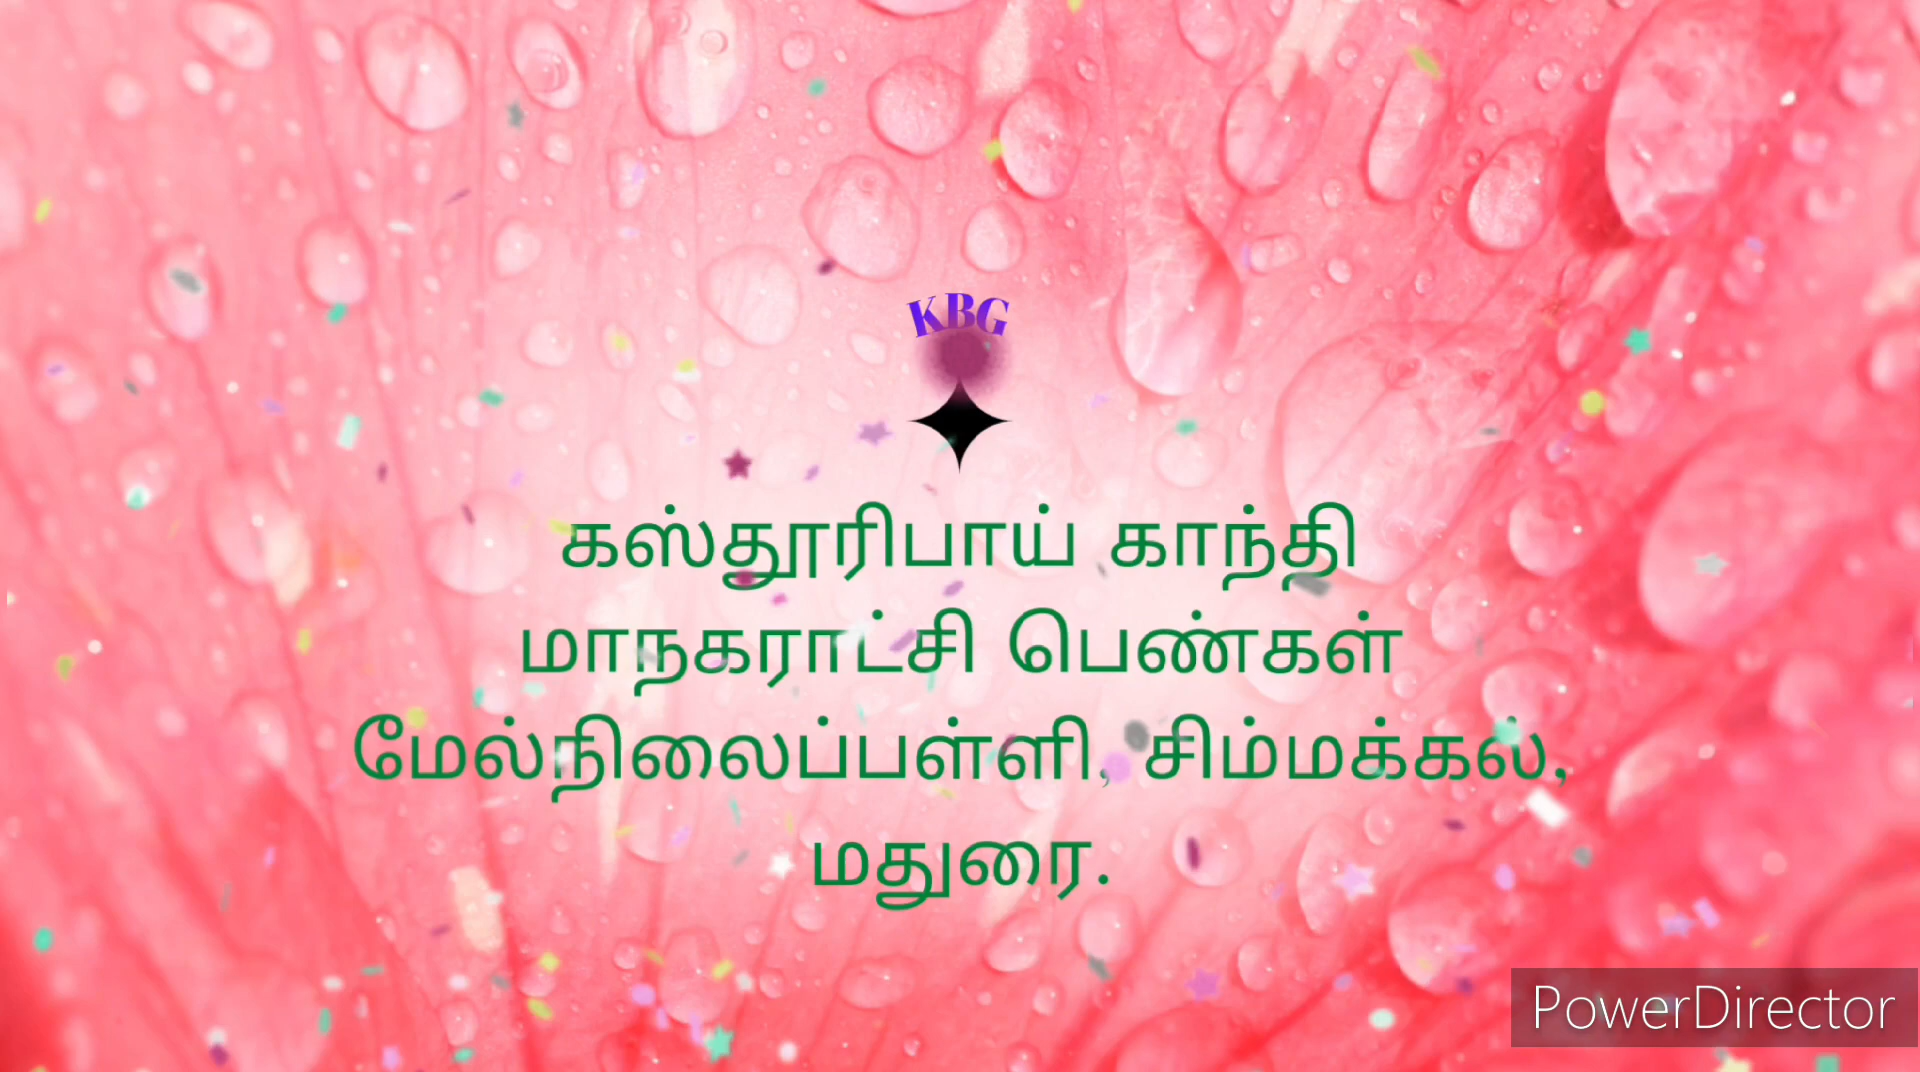 KBG
கஸ்தூரிபாய் காந்தி
மாநகராட்சி பெண்கள்
மேல்நிலைப்பள்ளி, சிம்மக்கல்,
மதுரை.
PowerDirector